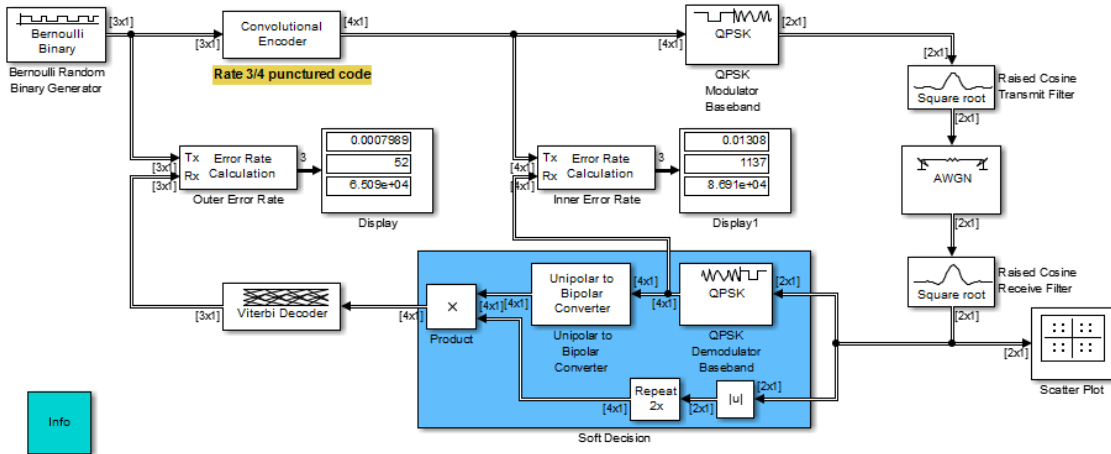 [3x1]
Bernoulli
Binary
Bernoulli Random
Binary Generator
[3x1]
Convolutional
Encoder
[4x1]
Rate 3/4 punctured code
[4x1]
QPSK
[2x1]
QPSK
Modulator
Baseband
[2x1]
Square root
Raised Cosine
Transmit Filter
[2x1]
AWGN
[2x1]
Square root
Raised Cosine
Receive Filter
[2x1]
[2x1]
Scatter Plot
Tx
Rx
[3x1]
[3x1]
Error Rate
Calculation
3
Outer Error Rate
0.0007989
52
6.509e+04
Display
Tx
Rx
[4x1]
[4x1]
Error Rate
Calculation
3
Inner Error Rate
0.01308
1137
8.691e+04
Display1
[3x1]
Viterbi Decoder
[4x1]
×
Product
[4x1]
[4x1]
[4x1]
Unipolar to
Bipolar
Converter
Unipolar to
Bipolar
Converter
[4x1]
[4x1]
QPSK
[2x1]
QPSK
Demodulator
Baseband
Repeat
2x
[4x1]
[2x1]
|u|
[2x1]
Soft Decision
Info